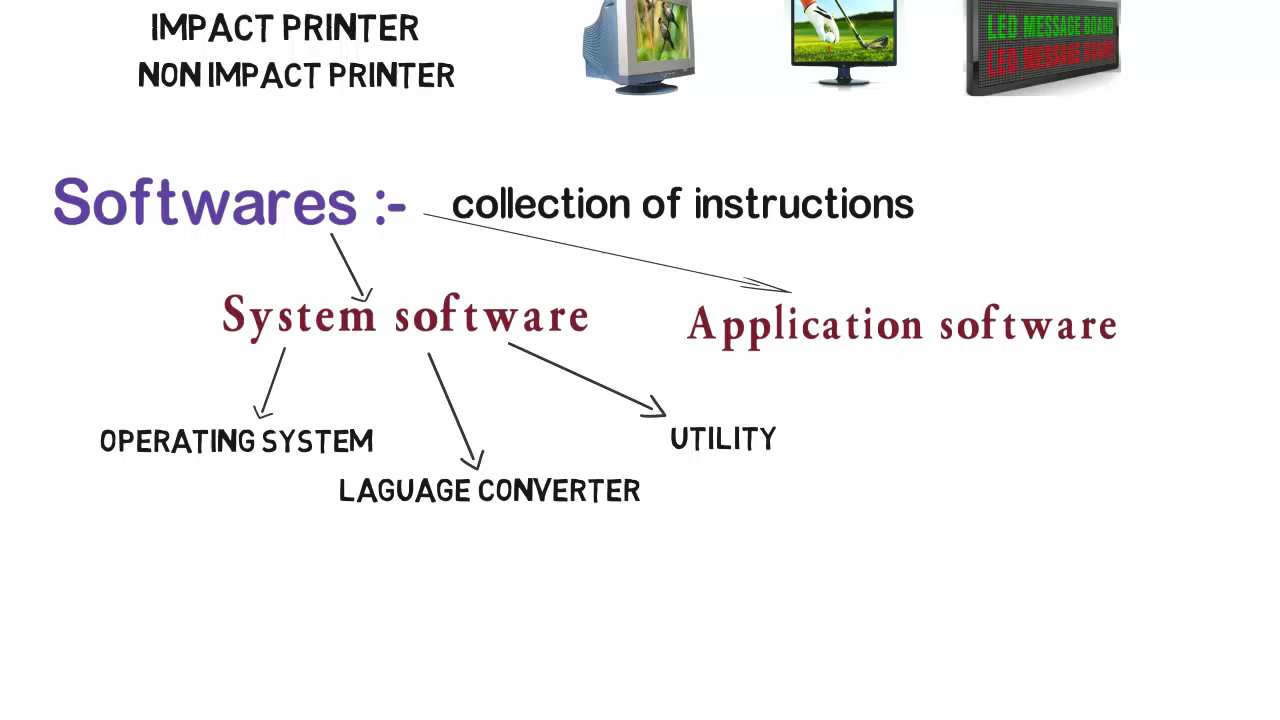 IMPACT PRINTER
NON IMPACT PRINTER
LED MESSAGE BOARD
LED MESSAGE BOARD
Softwares :- collection of instructions
System software
Application software
OPERATING SYSTEM
UTILITY
LAGUAGE CONVERTER